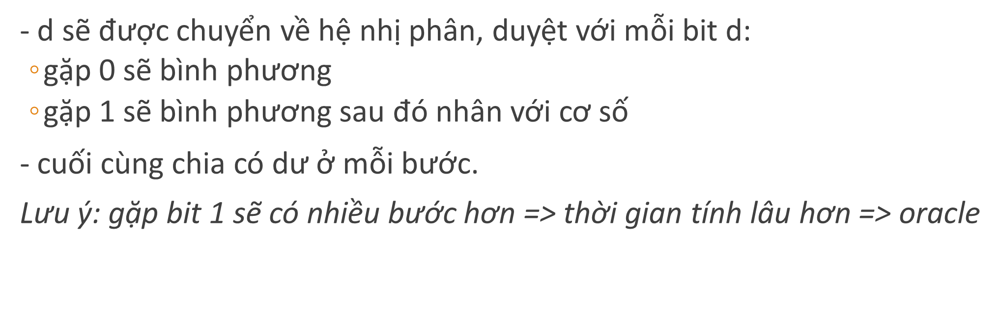 - d sẽ được chuyển về hệ nhị phân, duyệt với mỗi bit d:
◦gặp 0 sẽ bình phương
◦gặp 1 sẽ bình phương sau đó nhân với cơ số
- cuối cùng chia có dư ở mỗi bước.
Lưu ý: gặp bit 1 sẽ có nhiều bước hơn => thời gian tính lâu hơn => oracle